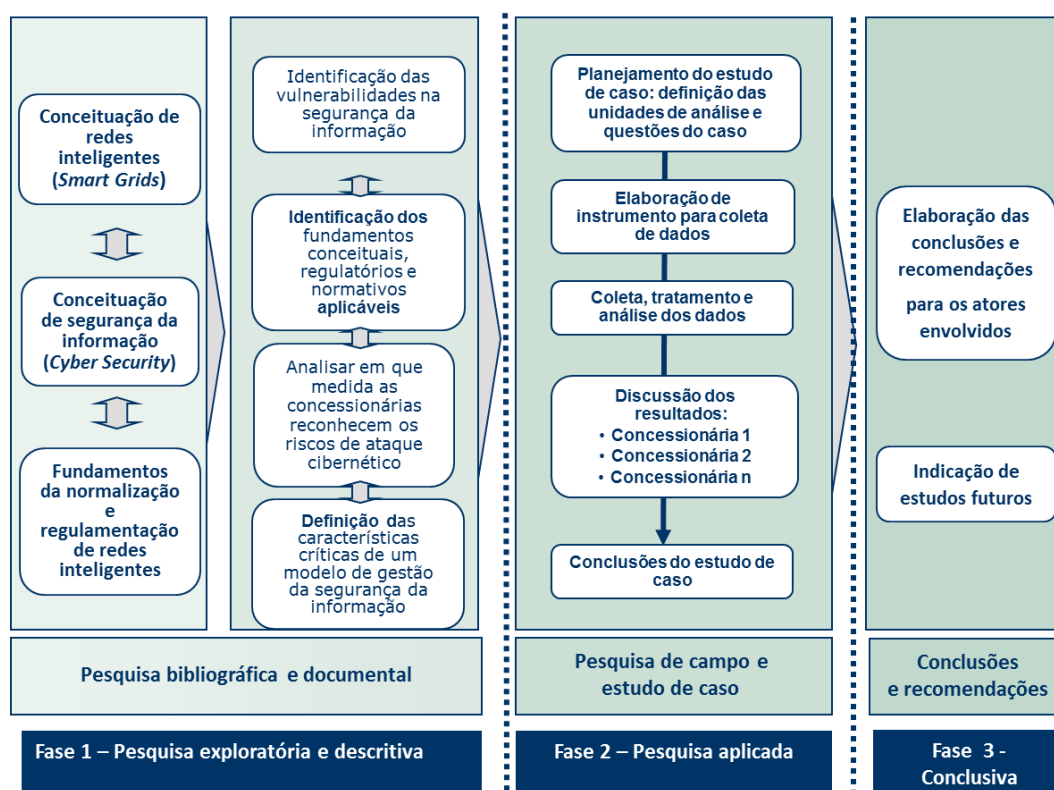 Conceituação de
redes
inteligentes
(Smart Grids)
Conceituação
de segurança da
informação
(Cyber Security)
Fundamentos
da normalização
e
regulamentação
de redes
inteligentes
Identificação das
vulnerabilidades na
segurança da
informação
Identificação dos
fundamentos
conceituais,
regulatórios e
normativos
aplicáveis
Analisar em que
medida as
concessionárias
reconhecem os
riscos de ataque
cibernético
Definição das
características
críticas de um
modelo de gestão
da segurança da
informação
Pesquisa bibliográfica e documental
Fase 1 – Pesquisa exploratória e descritiva
Planejamento do estudo
de caso: definição das
unidades de análise e
questões do caso
Elaboração de
instrumento para coleta
de dados
Coleta, tratamento e
análise dos dados
Discussão dos
resultados:
• Concessionária 1
• Concessionária 2
• Concessionária n
Conclusões do estudo de
caso
Pesquisa de campo e
estudo de caso
Fase 2 – Pesquisa aplicada
Elaboração das
conclusões e
recomendações
para os atores
envolvidos
Indicação de
estudos futuros
Conclusões
e recomendações
Fase 3 -
Conclusiva